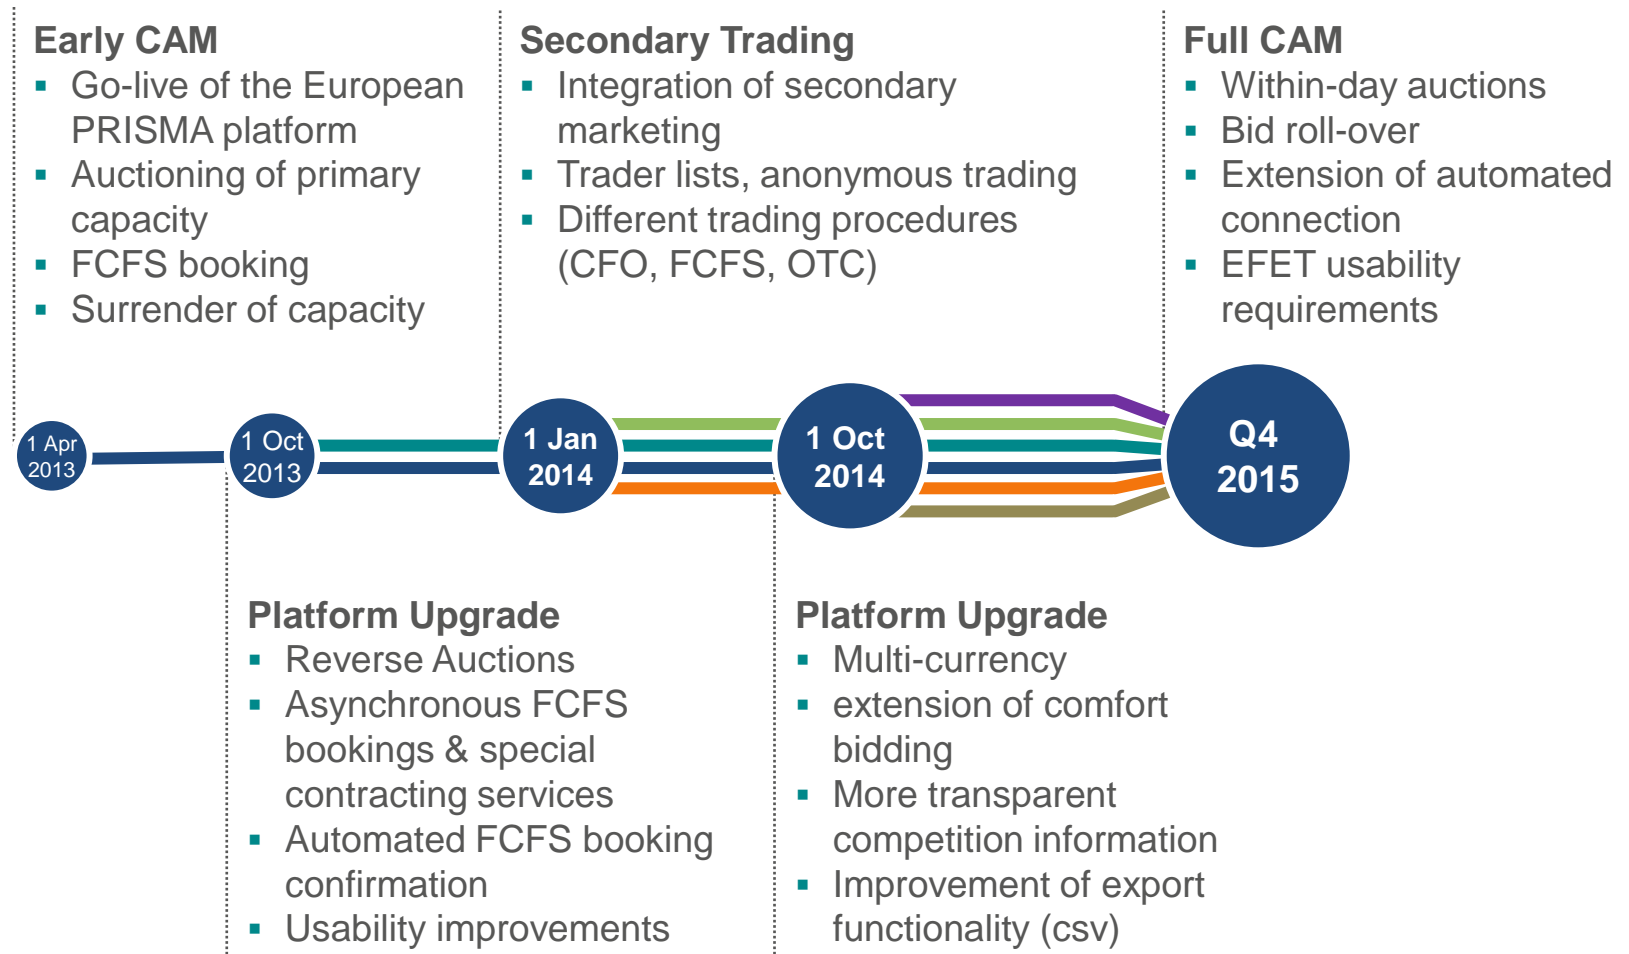 Early CAM
▪ Go-live of the European
PRISMA platform
▪ Auctioning of primary
capacity
▪ FCFS booking
▪ Surrender of capacity
Secondary Trading
▪ Integration of secondary
marketing
▪ Trader lists, anonymous trading
▪ Different trading procedures
(CFO, FCFS, OTC)
Full CAM
▪ Within-day auctions
▪ Bid roll-over
▪ Extension of automated
connection
▪ EFET usability
requirements
1 Apr
2013
1 Oct
2013
1 Jan
2014
1 Oct
2014
Q4
2015
Platform Upgrade
▪ Reverse Auctions
▪ Asynchronous FCFS
bookings & special
contracting services
▪ Automated FCFS booking
confirmation
▪ Usability improvements
Platform Upgrade
▪ Multi-currency
▪ extension of comfort
bidding
▪ More transparent
competition information
▪ Improvement of export
functionality (csv)